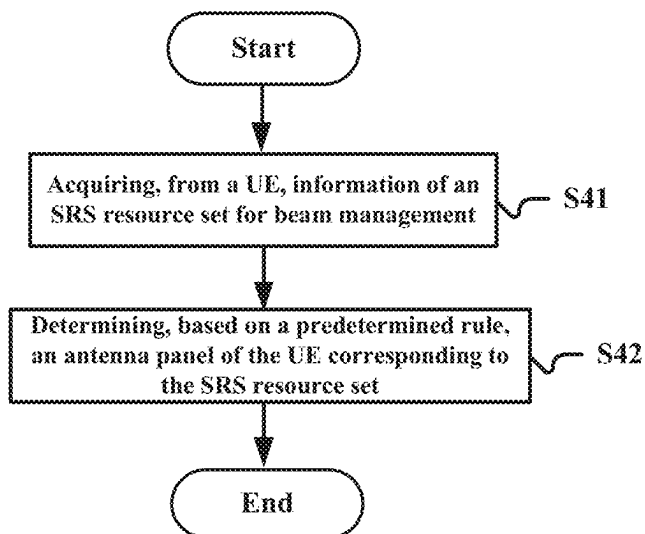 Start
Acquiring, from a UE, information of an
SRS resource set for beam management
S41
Determining, based on a predetermined rule,
an antenna panel of the UE corresponding to
the SRS resource set
S42
End